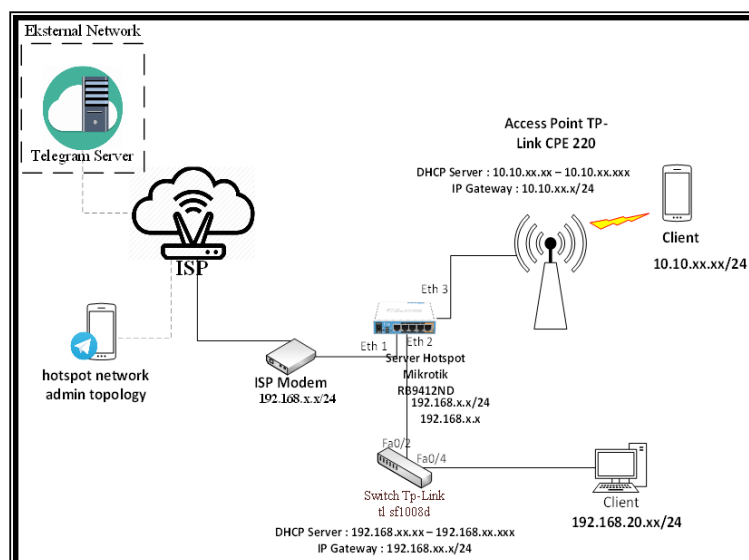 Eksternal Network
Telegram Server
ISP
hotspot network
admin topology
ISP Modem
192.168.x.x/24
Eth 1
Eth 2
Eth 3
Server Hotspot
Mikrotik
RB9412ND
192.168.x.x/24
192.168.x.x
Access Point TP-
Link CPE 220
DHCP Server : 10.10.xx.xx – 10.10.xx.xxx
IP Gateway : 10.10.xx.x/24
Client
10.10.xx.xx/24
Fa0/2
Fa0/4
Switch Tp-Link
tl sf1008d
DHCP Server : 192.168.xx.xx – 192.168.xx.xxx
IP Gateway : 192.168.xx.x/24
Client
192.168.20.xx/24